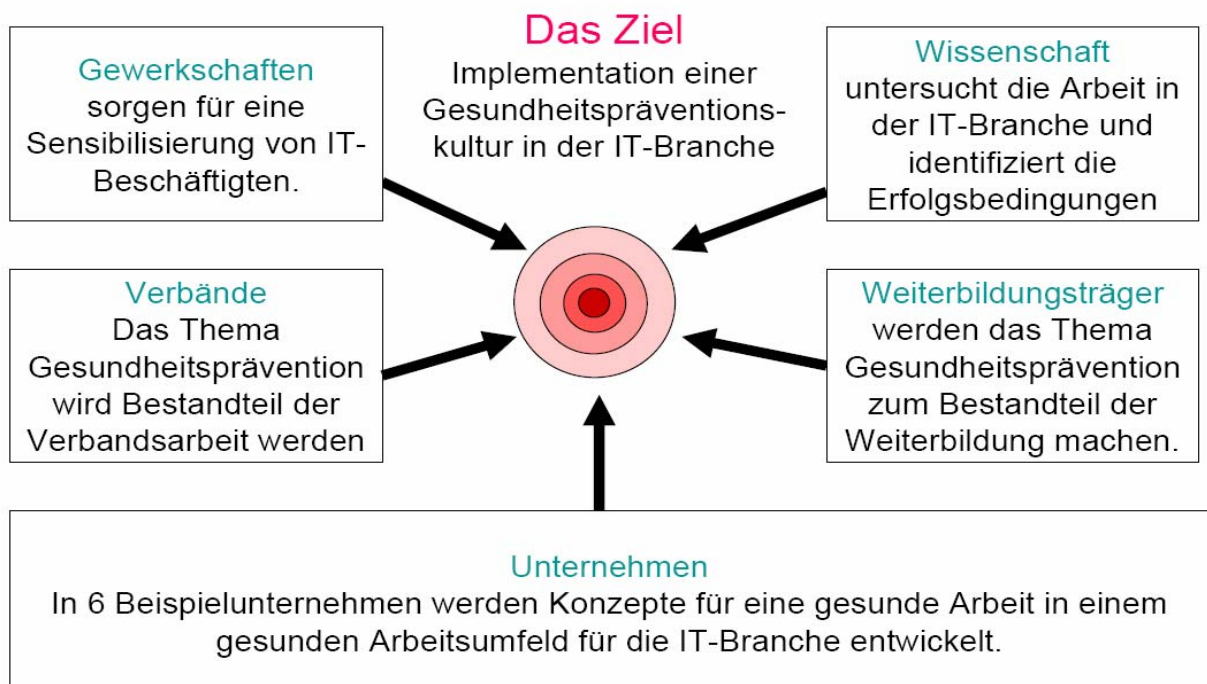 Das Ziel
Implementation einer
Gesundheitspräventions-
kultur in der IT-Branche
Gewerkschaften
sorgen für eine
Sensibilisierung von IT-
Beschäftigten.
Wissenschaft
untersucht die Arbeit in
der IT-Branche und
identifiziert die
Erfolgsbedingungen
Verbände
Das Thema
Gesundheitsprävention
wird Bestandteil der
Verbandsarbeit werden
Weiterbildungsträger
werden das Thema
Gesundheitsprävention
zum Bestandteil der
Weiterbildung machen.
Unternehmen
In 6 Beispielunternehmen werden Konzepte für eine gesunde Arbeit in einem
gesunden Arbeitsumfeld für die IT-Branche entwickelt.